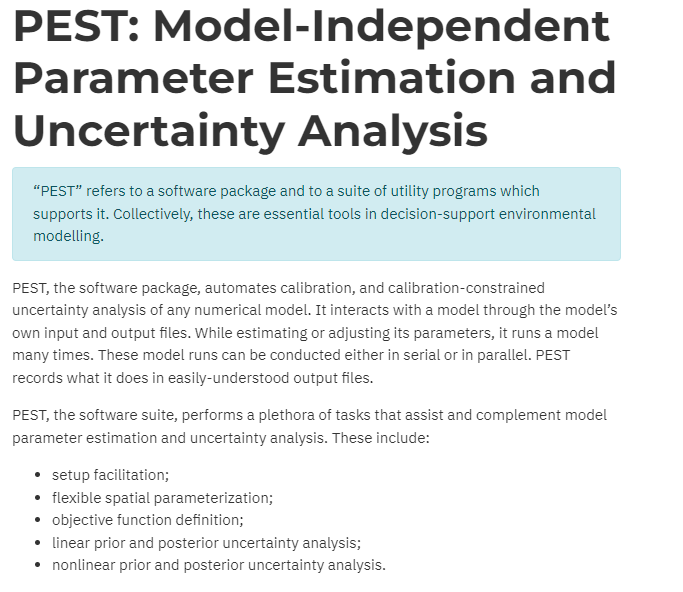 PEST: Model-Independent
Parameter Estimation and
Uncertainty Analysis
“PEST” refers to a software package and to a suite of utility programs which
supports it. Collectively, these are essential tools in decision-support environmental
modelling.
PEST, the software package, automates calibration, and calibration-constrained
uncertainty analysis of any numerical model. It interacts with a model through the model’s
own input and output files. While estimating or adjusting its parameters, it runs a model
many times. These model runs can be conducted either in serial or in parallel. PEST
records what it does in easily-understood output files.
PEST, the software suite, performs a plethora of tasks that assist and complement model
parameter estimation and uncertainty analysis. These include:
• setup facilitation;
• flexible spatial parameterization;
• objective function definition;
• linear prior and posterior uncertainty analysis;
• nonlinear prior and posterior uncertainty analysis.